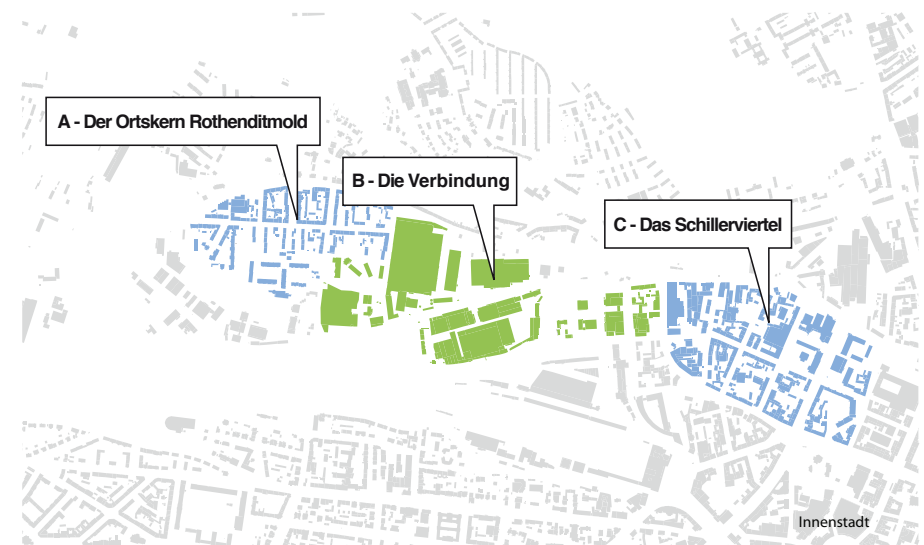 A - Der Ortskern Rothenditmold
B - Die Verbindung
C - Das Schillerviertel
Innenstadt